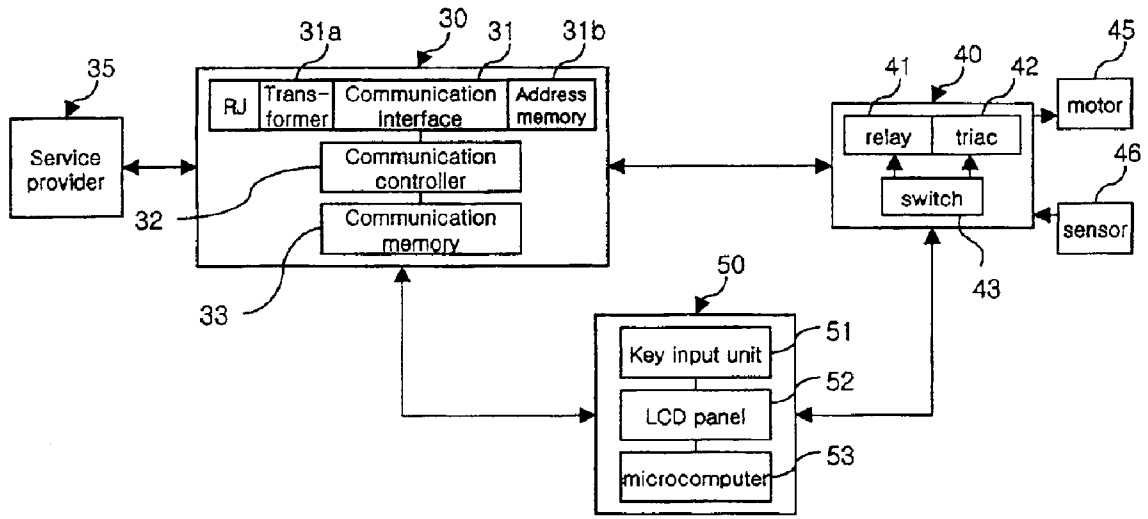 31a
30
31
31b
35
RJ
Trans-
former
Communication
interface
Address
memory
Service
provider
Communication
controller
32
Communication
memory
33
41
40
42
45
relay
triac
motor
switch
46
sensor
43
50
Key input unit
51
LCD panel
52
microcomputer
53